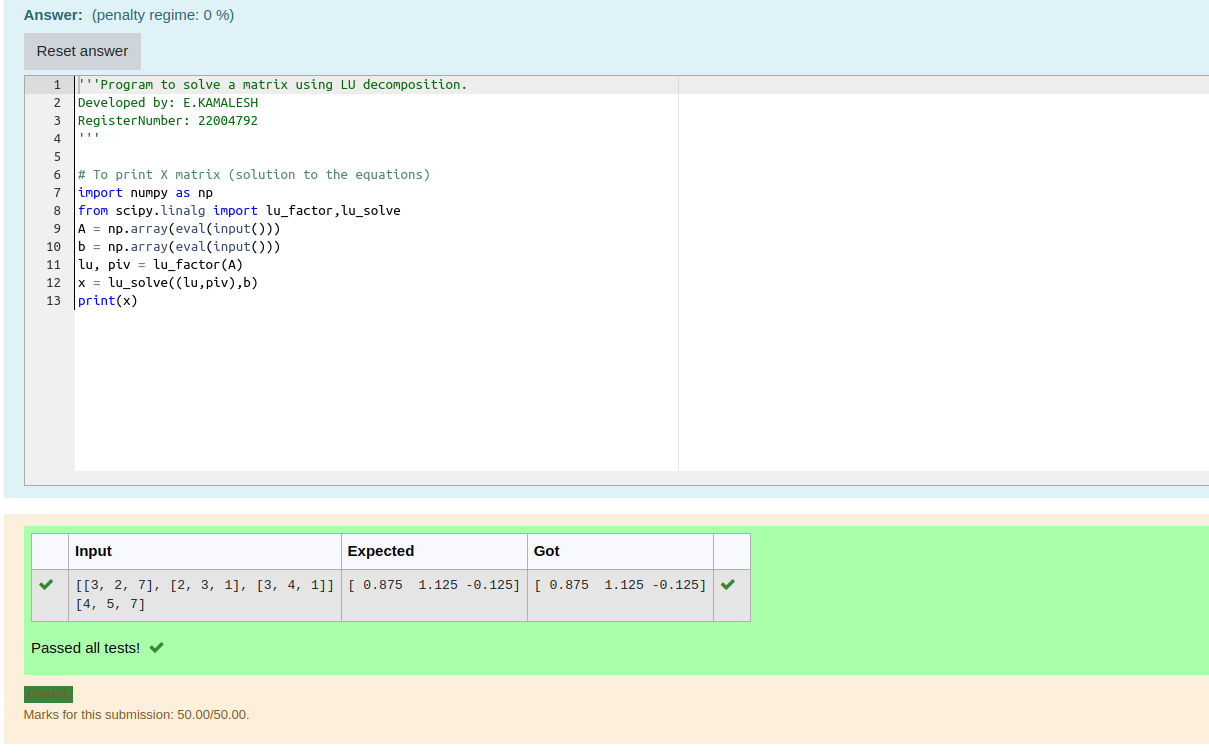 Answer: (penalty regime: 0 %)
Reset answer
1 '''Program to solve a matrix using LU decomposition.
2 Developed by: E.KAMALESH
3 RegisterNumber: 22004792
4 '''
5
6 # To print X matrix (solution to the equations)
7 import numpy as np
8 from scipy.linalg import lu_factor,lu_solve
9 A = np.array(eval(input()))
10 b = np.array(eval(input()))
11 lu, piv = lu_factor(A)
12 x = lu_solve((lu,piv),b)
13 print(x)
Input Expected Got
[[3, 2, 7], [2, 3, 1], [3, 4, 1]] [ 0.875  1.125 -0.125] [ 0.875  1.125 -0.125]
[4, 5, 7]
Passed all tests!
Correct
Marks for this submission: 50.00/50.00.